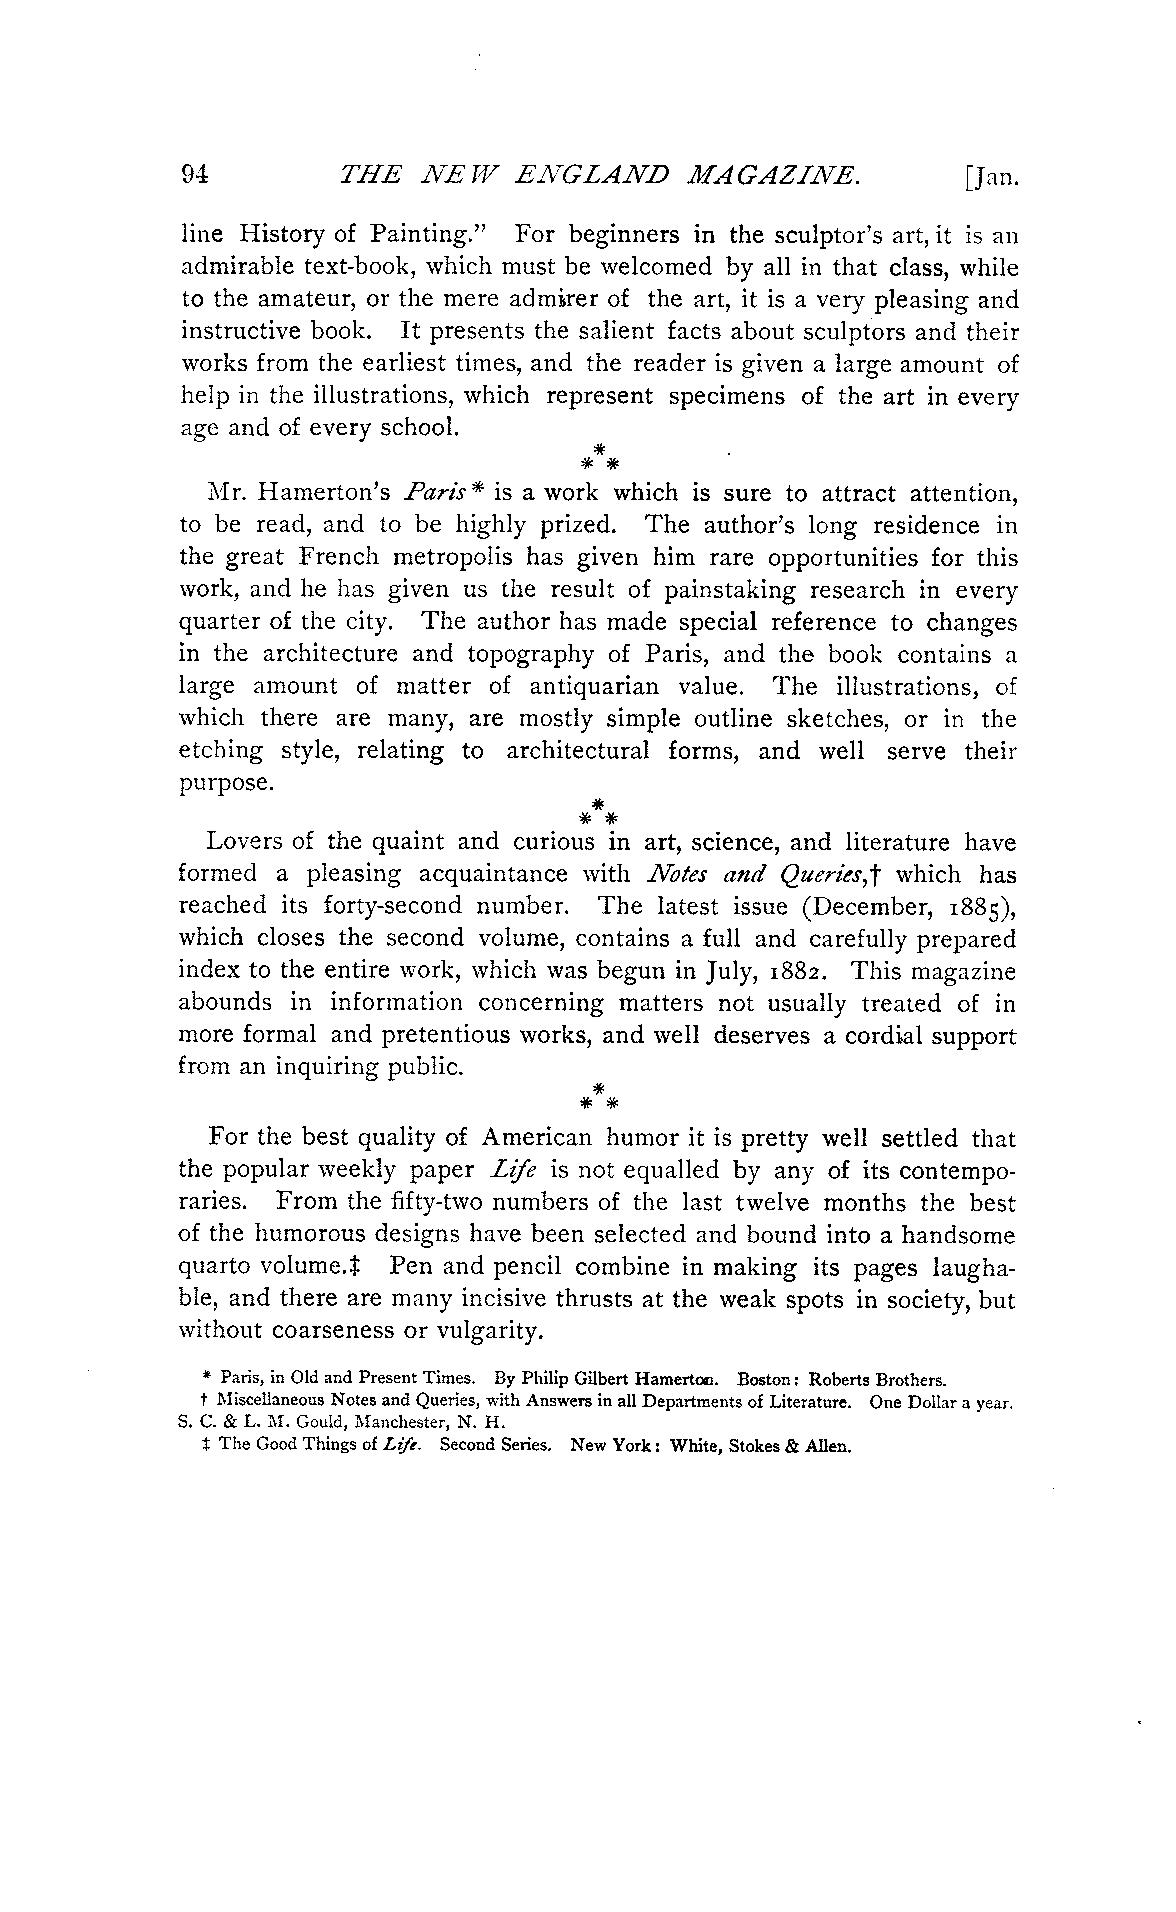 94 THE NEW ENGLAND MAGAZINE. [Jan.
line History of Painting.” For beginners in the sculptor's art, it is an
admirable text-book, which must be welcomed by all in that class, while
to the amateur, or the mere admirer of the art, it is a very pleasing and
instructive book. It presents the salient facts about sculptors and their
works from the earliest times, and the reader is given a large amount of
help in the illustrations, which represent specimens of the art in every
age and of every school.
*
* *
Mr. Hamerton's Paris* is a work which is sure to attract attention,
to be read, and to be highly prized. The author's long residence in
the great French metropolis has given him rare opportunities for this
work, and he has given us the result of painstaking research in every
quarter of the city. The author has made special reference to changes
in the architecture and topography of Paris, and the book contains a
large amount of matter of antiquarian value. The illustrations, of
which there are many, are mostly simple outline sketches, or in the
etching style, relating to architectural forms, and well serve their
purpose.
*
* *
Lovers of the quaint and curious in art, science, and literature have
formed a pleasing acquaintance with Notes and Queries,† which has
reached its forty-second number. The latest issue (December, 1885),
which closes the second volume, contains a full and carefully prepared
index to the entire work, which was begun in July, 1882. This magazine
abounds in information concerning matters not usually treated of in
more formal and pretentious works, and well deserves a cordial support
from an inquiring public.
*
* *
For the best quality of American humor it is pretty well settled that
the popular weekly paper Life is not equalled by any of its contempo-
raries. From the fifty-two numbers of the last twelve months the best
of the humorous designs have been selected and bound into a handsome
quarto volume.‡ Pen and pencil combine in making its pages laugha-
ble, and there are many incisive thrusts at the weak spots in society, but
without coarseness or vulgarity.
* Paris, in Old and Present Times. By Philip Gilbert Hamerton. Boston: Roberts Brothers.
† Miscellaneous Notes and Queries, with Answers in all Departments of Literature. One Dollar a year.
S. C. & L. M. Gould, Manchester, N. H.
‡ The Good Things of Life. Second Series. New York: White, Stokes & Allen.